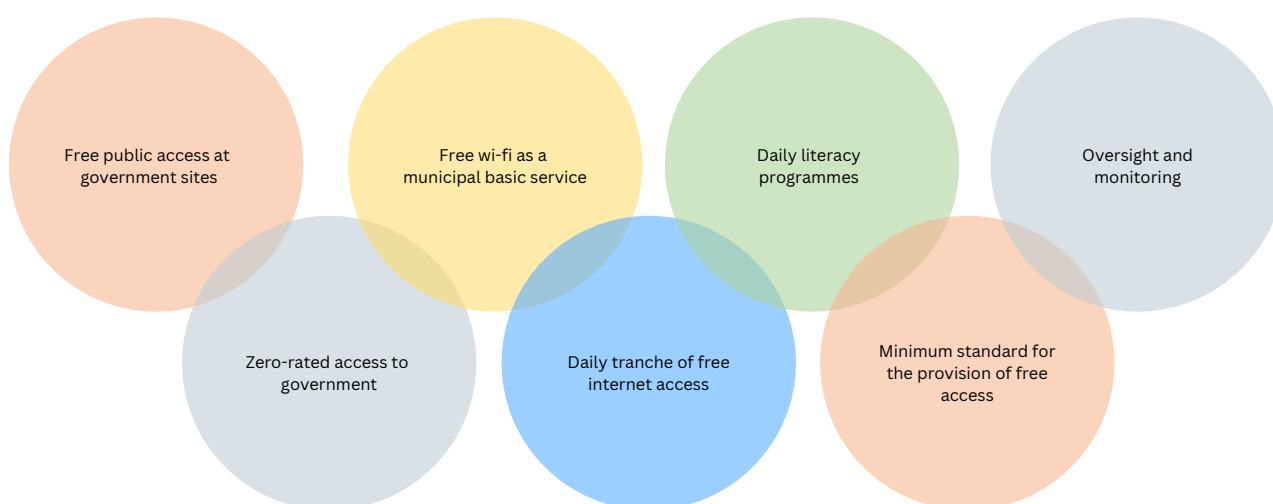 Free public access at
government sites
Free wi-fi as a
municipal basic service
Daily literacy
programmes
Oversight and
monitoring
Zero-rated access to
government
Daily tranche of free
internet access
Minimum standard for
the provision of free
access